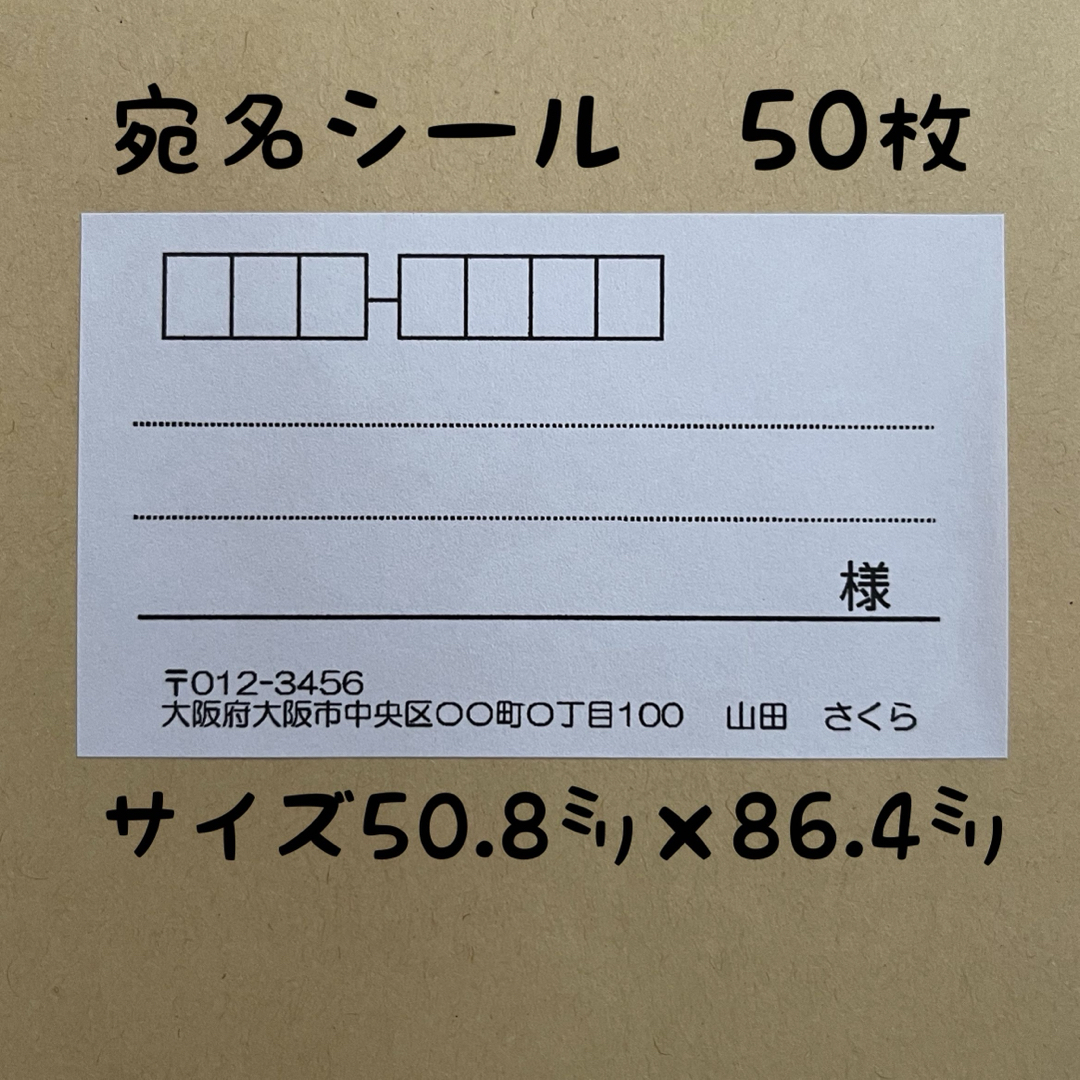 宛名シール　50枚
様
〒012-3456
大阪府大阪市中央区〇〇町〇丁目100　山田　さくら
サイズ50.8㍉×86.4㍉